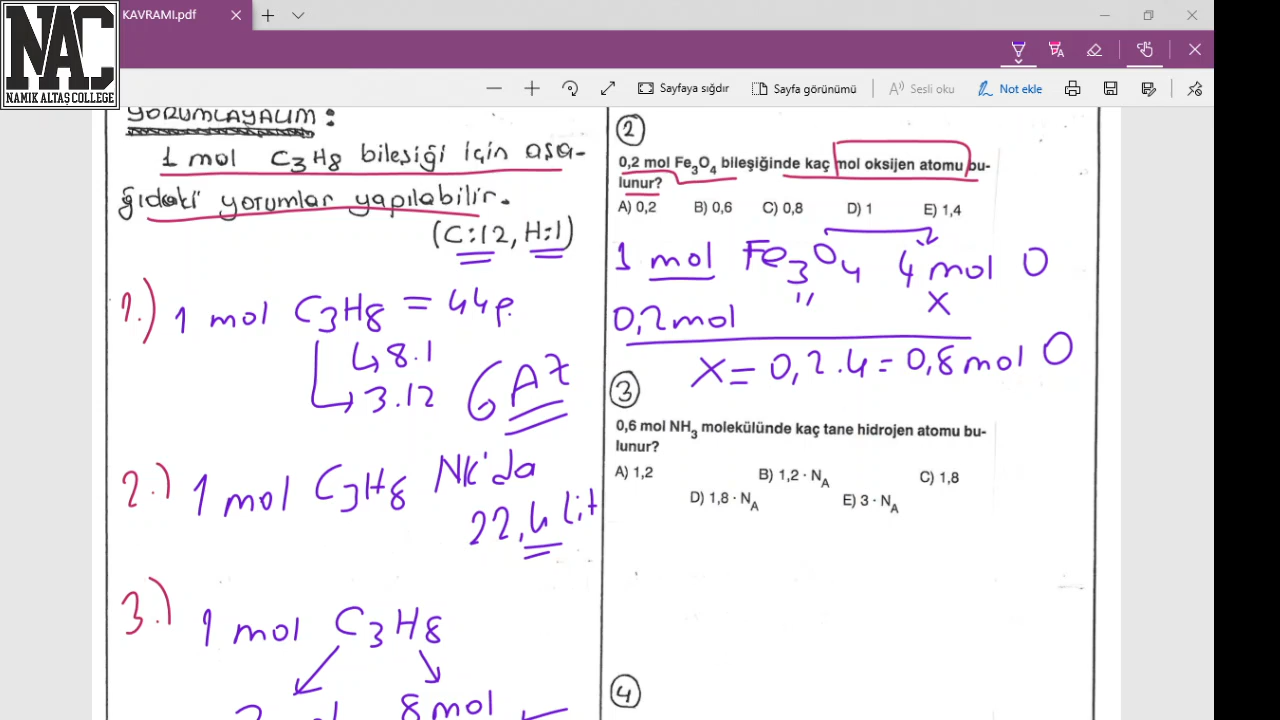 KAVRAMI.pdf
NAC
NAMIK ALTAŞ COLLEGE
Sayfaya sığdır
Sayfa görünümü
Sesli oku
Not ekle
YORUMLAYALIM :
1 mol C3H8 bileşiği için aşa-
ğıdaki yorumlar yapılabilir.
(C:12, H:1)
1.) 1 mol C3H8 = 44g.
8.1
3.12
GAZ
2.) 1 mol C3H8 NK'da
22,4 lit
3.) 1 mol C3H8
8 mol
2
0,2 mol Fe3O4 bileşiğinde kaç mol oksijen atomu bu-
lunur?
A) 0,2 B) 0,6 C) 0,8 D) 1 E) 1,4
1 mol Fe3O4 4 mol O
0,2 mol " X
X = 0,2.4 = 0,8 mol O
3
0,6 mol NH3 molekülünde kaç tane hidrojen atomu bu-
lunur?
A) 1,2 B) 1,2 · NA C) 1,8
D) 1,8 · NA E) 3 · NA
4